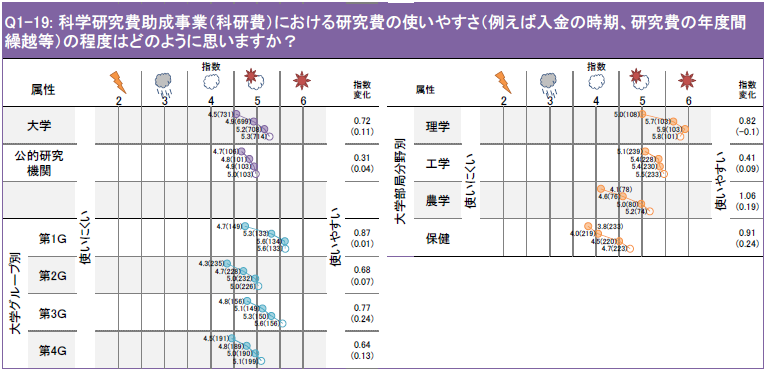 Q1-19: 科学研究費助成事業（科研費）における研究費の使いやすさ（例えば入金の時期、研究費の年度間
繰越等）の程度はどのように思いますか？
属性
指数
2 3 4 5 6
指数
変化
使いにくい
使いやすい
大学
4.5(731)
4.9(699)
5.2(708)
5.3(714)
0.72
(0.11)
公的研究
機関
4.7(106)
4.8(101)
4.9(103)
5.0(103)
0.31
(0.04)
大学グループ別
第1G
4.7(149)
5.3(133)
5.6(134)
5.6(133)
0.87
(0.01)
第2G
4.3(235)
4.7(228)
5.0(232)
5.0(226)
0.68
(0.07)
第3G
4.8(156)
5.1(149)
5.3(150)
5.6(156)
0.77
(0.24)
第4G
4.5(191)
4.8(189)
5.0(190)
5.1(199)
0.64
(0.13)
属性
指数
2 3 4 5 6
指数
変化
大学部局分野別
使いにくい
使いやすい
理学
5.0(108)
5.7(103)
5.9(103)
5.8(101)
0.82
(-0.1)
工学
5.1(239)
5.4(228)
5.4(230)
5.5(233)
0.41
(0.09)
農学
4.1(78)
4.6(76)
5.0(80)
5.2(74)
1.06
(0.19)
保健
3.8(233)
4.0(219)
4.5(220)
4.7(223)
0.91
(0.24)